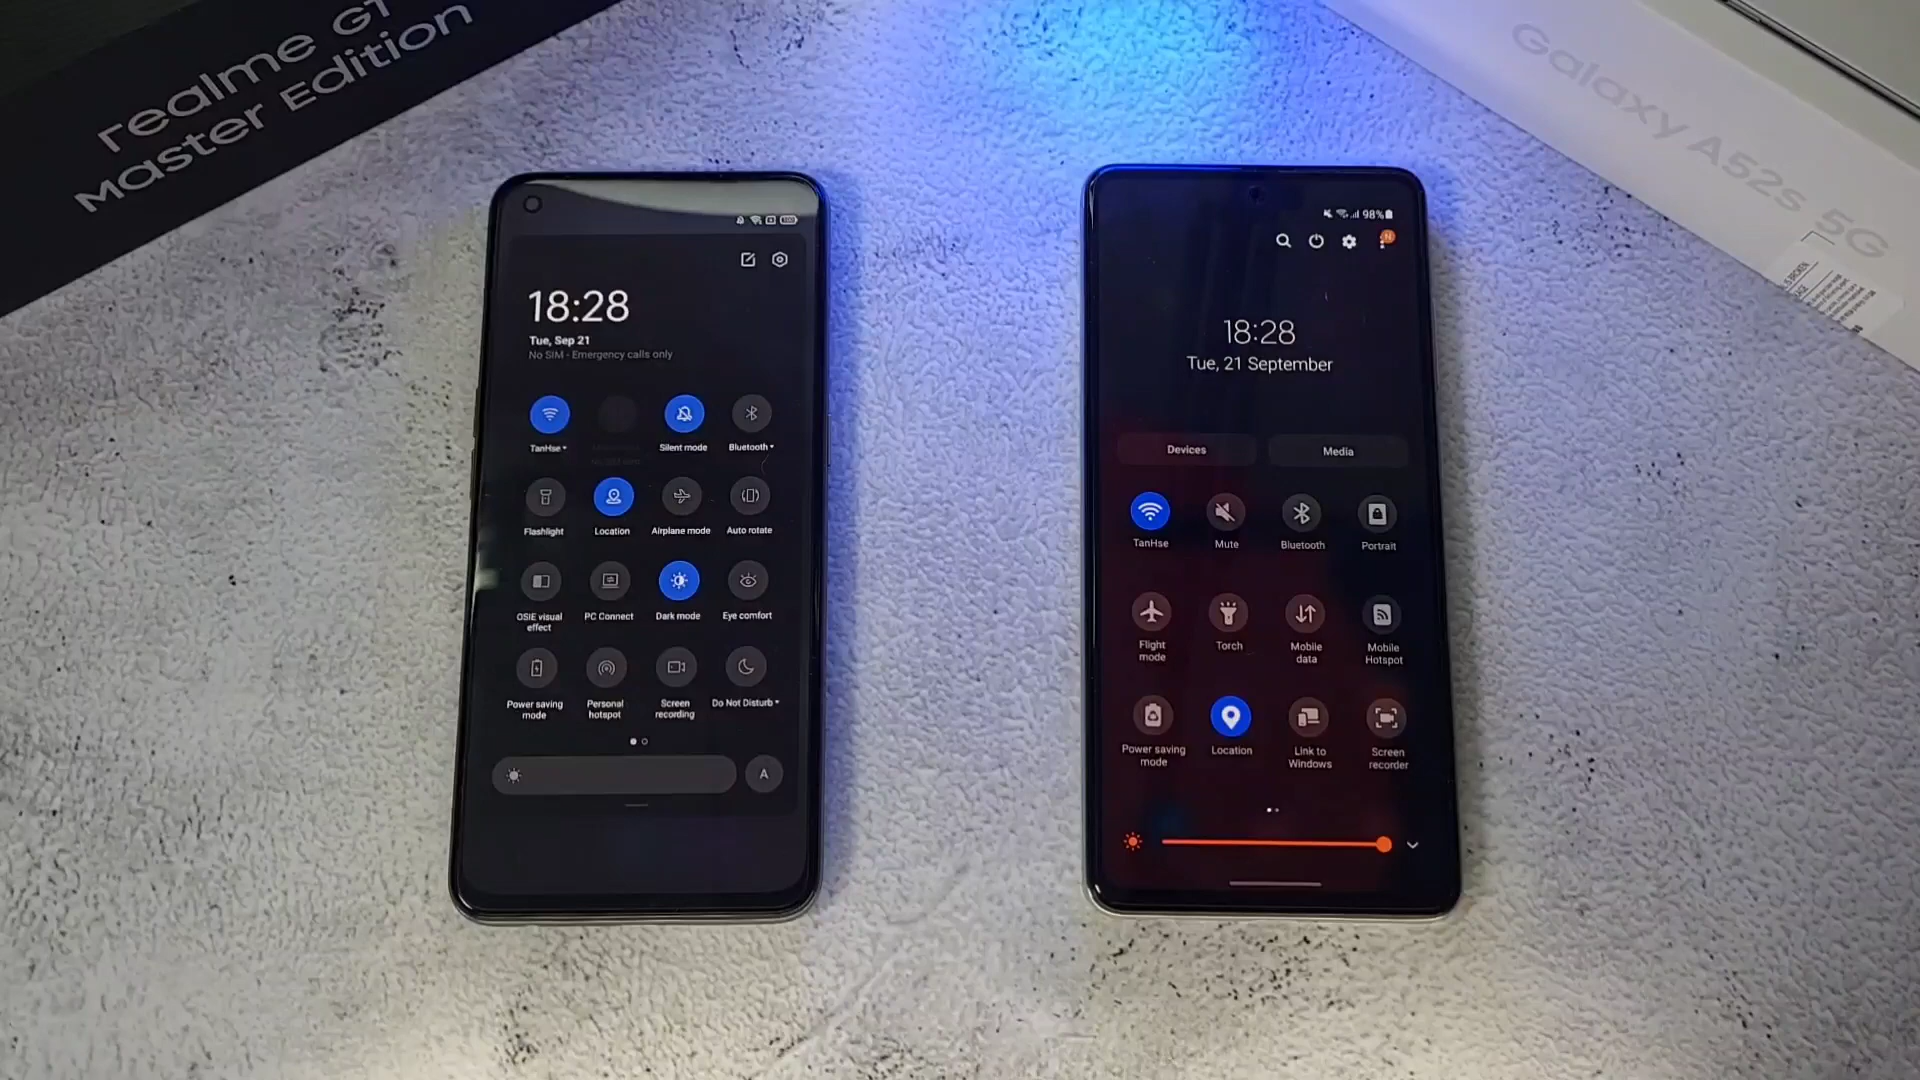 realme GT
Master Edition
Galaxy A52s 5G
18:28
Tue, Sep 21
No SIM - Emergency calls only
TanHse
Silent mode
Bluetooth
Flashlight
Location
Airplane mode
Auto rotate
OSIE visual
effect
PC Connect
Dark mode
Eye comfort
Power saving
mode
Personal
hotspot
Screen
recording
Do Not Disturb
A
98%
N
18:28
Tue, 21 September
Devices
Media
TanHse
Mute
Bluetooth
Portrait
Flight
mode
Torch
Mobile
data
Mobile
Hotspot
Power saving
mode
Location
Link to
Windows
Screen
recorder